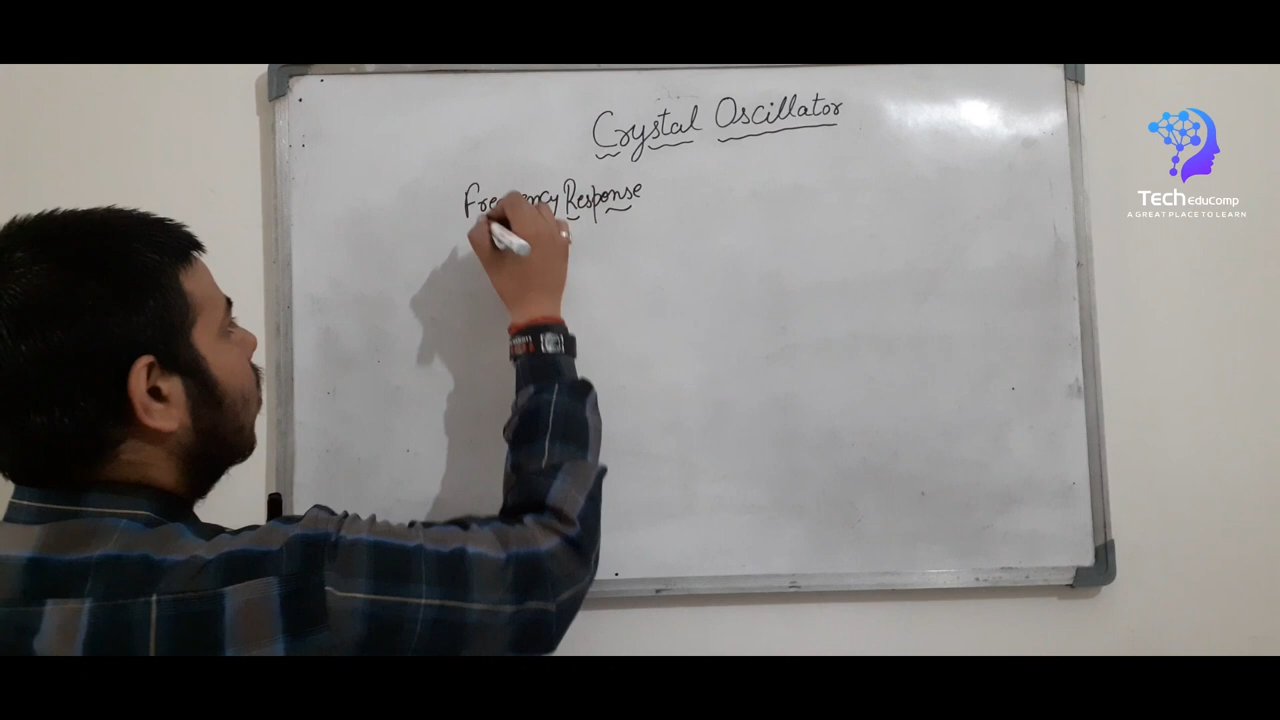 Crystal Oscillator
Response
Tech EduComp
A GREAT PLACE TO LEARN